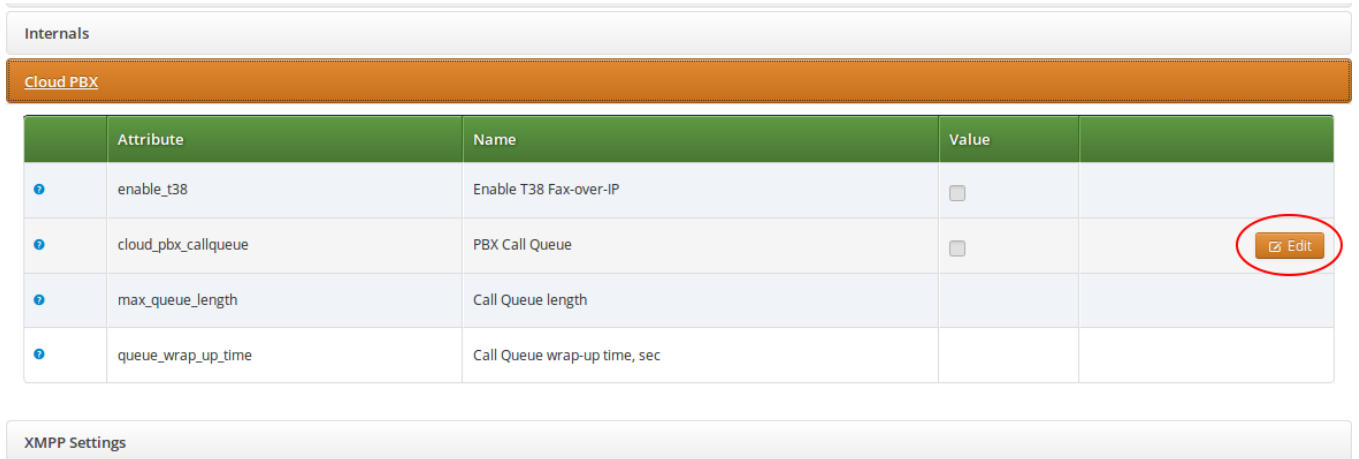 Internals
Cloud PBX
Attribute Name Value
enable_t38 Enable T38 Fax-over-IP
cloud_pbx_callqueue PBX Call Queue Edit
max_queue_length Call Queue length
queue_wrap_up_time Call Queue wrap-up time, sec
XMPP Settings